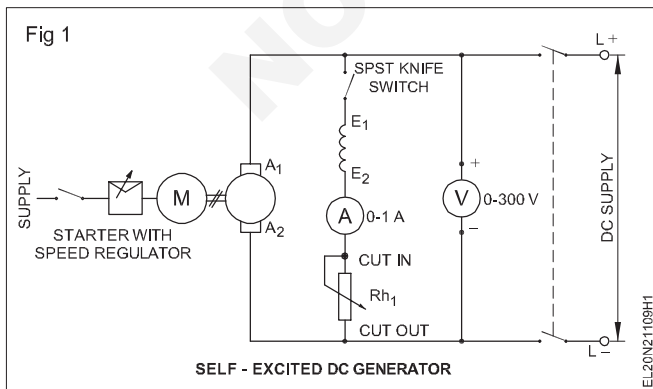 NO
Fig 1
L +
SPST KNIFE
SWITCH
E1
E2
A1
A2
M
A
0-1 A
V
+
−
0-300 V
SUPPLY
STARTER WITH
SPEED REGULATOR
CUT IN
Rh1
CUT OUT
L −
DC SUPPLY
SELF - EXCITED DC GENERATOR
EL20N21109H1